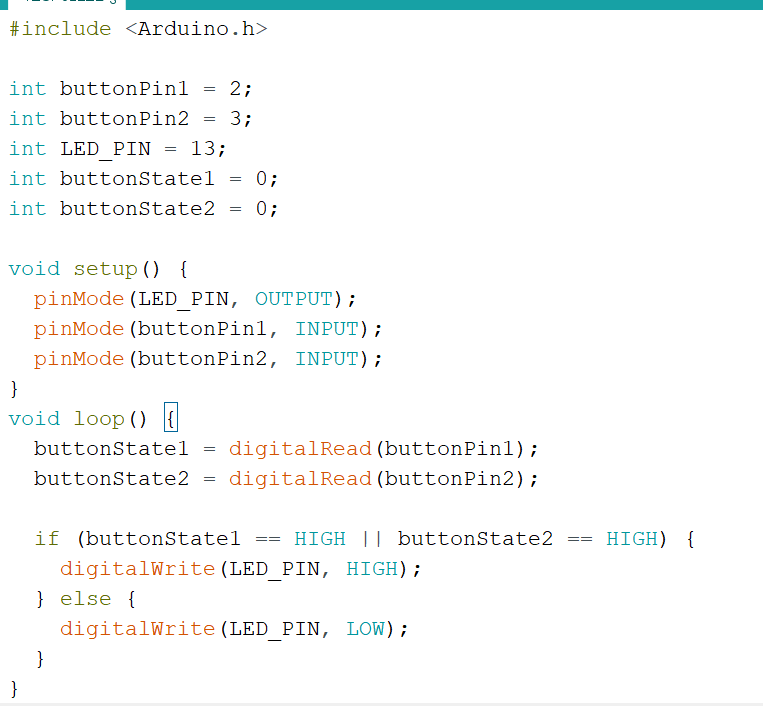 #include <Arduino.h>
int buttonPin1 = 2;
int buttonPin2 = 3;
int LED_PIN = 13;
int buttonState1 = 0;
int buttonState2 = 0;
void setup() {
pinMode(LED_PIN, OUTPUT);
pinMode(buttonPin1, INPUT);
pinMode(buttonPin2, INPUT);
}
void loop() {
buttonState1 = digitalRead(buttonPin1);
buttonState2 = digitalRead(buttonPin2);
if (buttonState1 == HIGH || buttonState2 == HIGH) {
digitalWrite(LED_PIN, HIGH);
} else {
digitalWrite(LED_PIN, LOW);
}
}